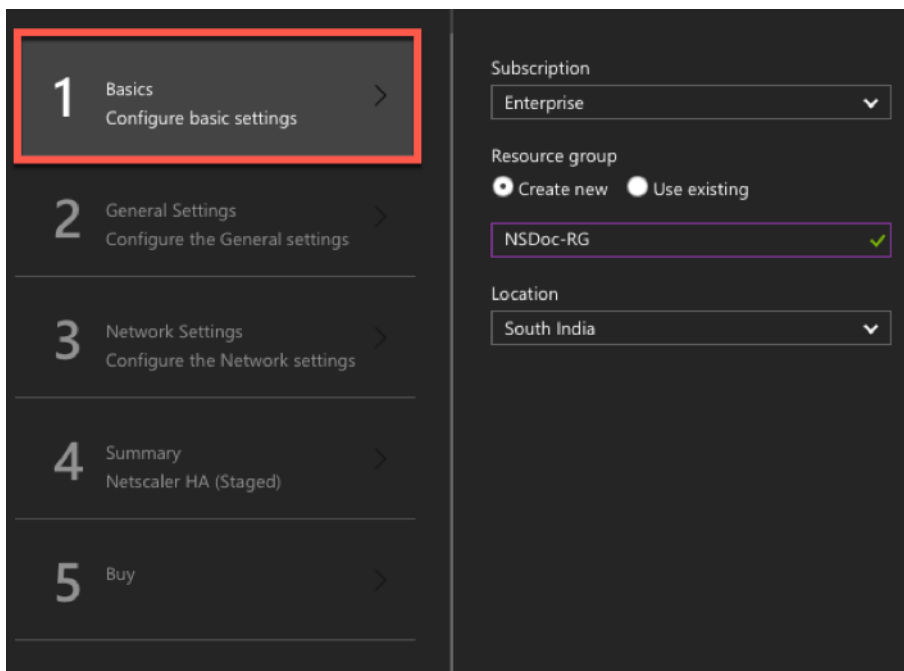 1
Basics
Configure basic settings
2
General Settings
Configure the General settings
3
Network Settings
Configure the Network settings
4
Summary
Netscaler HA (Staged)
5
Buy
Subscription
Enterprise
Resource group
Create new Use existing
NSDoc-RG
Location
South India